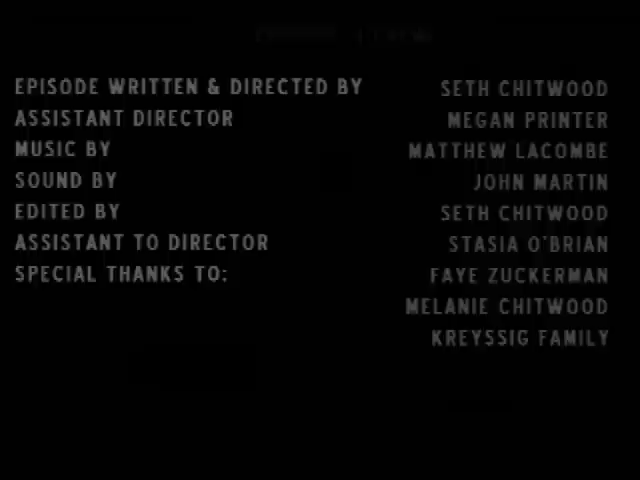 EPISODE WRITTEN & DIRECTED BY SETH CHITWOOD
ASSISTANT DIRECTOR MEGAN PRINTER
MUSIC BY MATTHEW LACOMBE
SOUND BY JOHN MARTIN
EDITED BY SETH CHITWOOD
ASSISTANT TO DIRECTOR STASIA O'BRIAN
SPECIAL THANKS TO: FAYE ZUCKERMAN
MELANIE CHITWOOD
KREYSSIG FAMILY